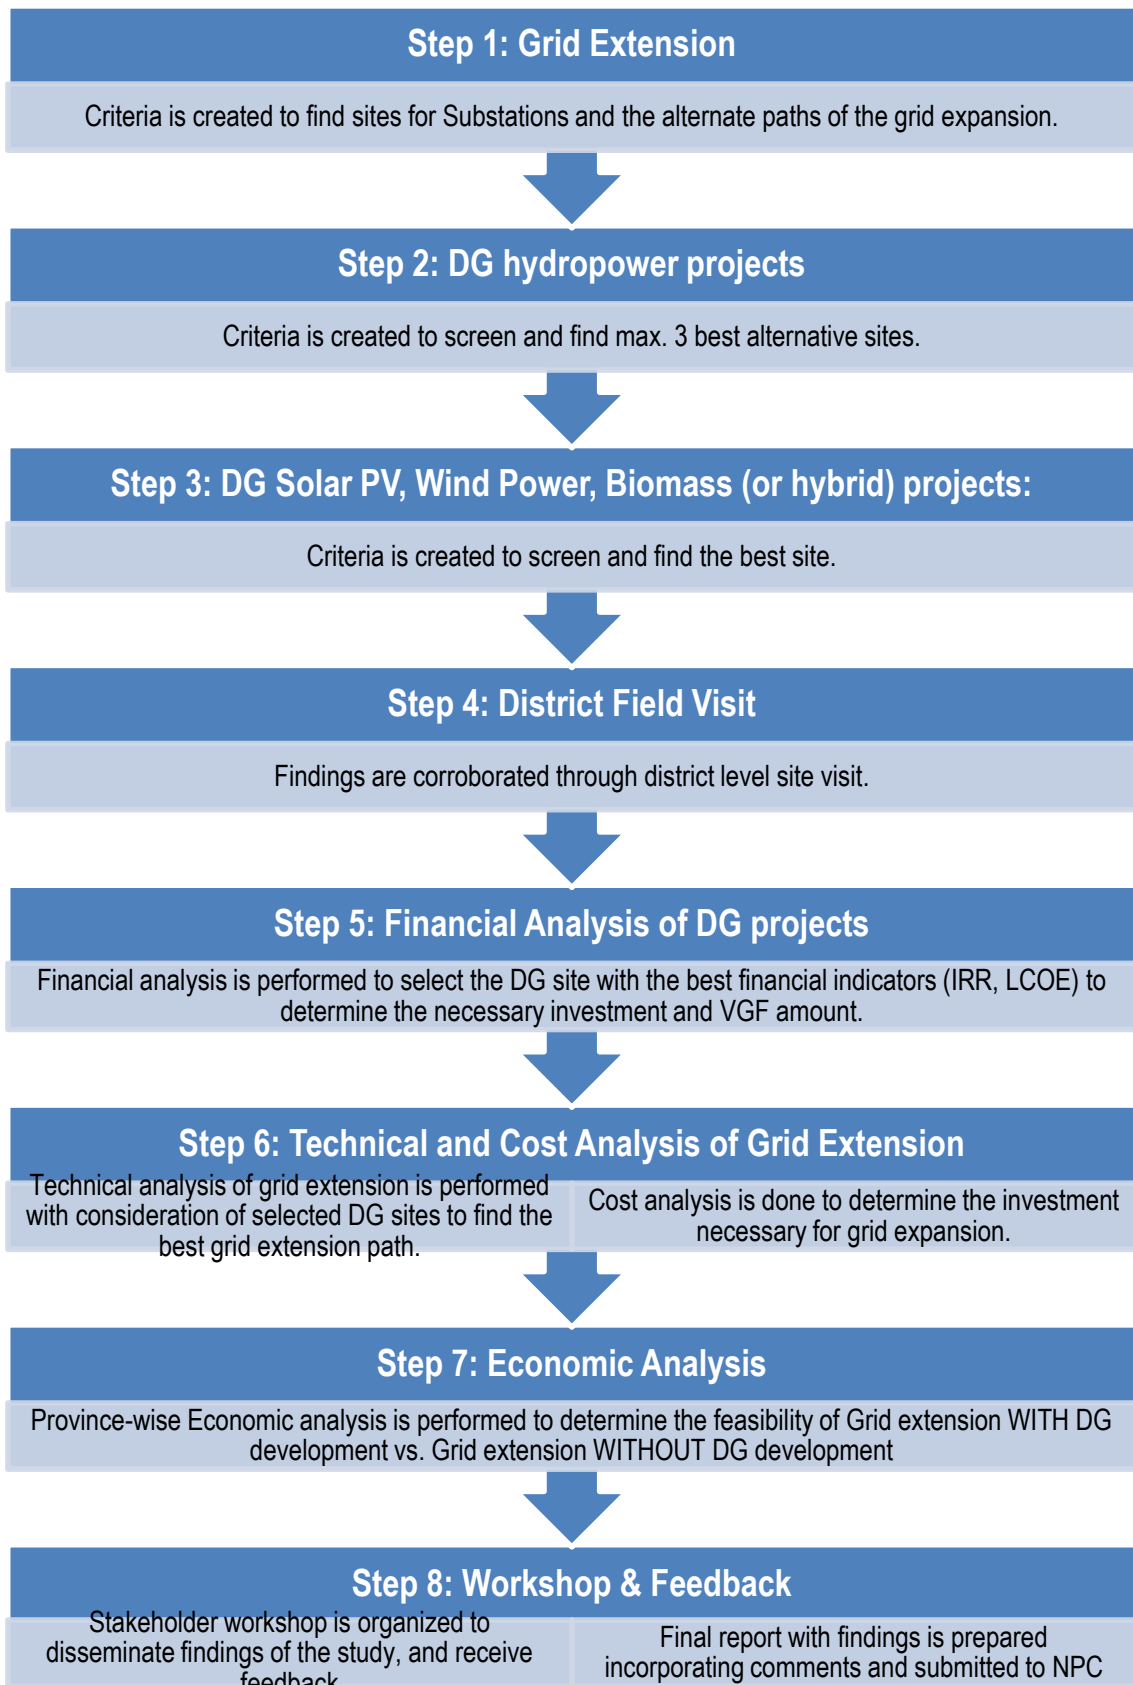 Step 1: Grid Extension
Criteria is created to find sites for Substations and the alternate paths of the grid expansion.
Step 2: DG hydropower projects
Criteria is created to screen and find max. 3 best alternative sites.
Step 3: DG Solar PV, Wind Power, Biomass (or hybrid) projects:
Criteria is created to screen and find the best site.
Step 4: District Field Visit
Findings are corroborated through district level site visit.
Step 5: Financial Analysis of DG projects
Financial analysis is performed to select the DG site with the best financial indicators (IRR, LCOE) to
determine the necessary investment and VGF amount.
Step 6: Technical and Cost Analysis of Grid Extension
Technical analysis of grid extension is performed
with consideration of selected DG sites to find the
best grid extension path.
Cost analysis is done to determine the investment
necessary for grid expansion.
Step 7: Economic Analysis
Province-wise Economic analysis is performed to determine the feasibility of Grid extension WITH DG
development vs. Grid extension WITHOUT DG development
Step 8: Workshop & Feedback
Stakeholder workshop is organized to
disseminate findings of the study, and receive
feedback
Final report with findings is prepared
incorporating comments and submitted to NPC